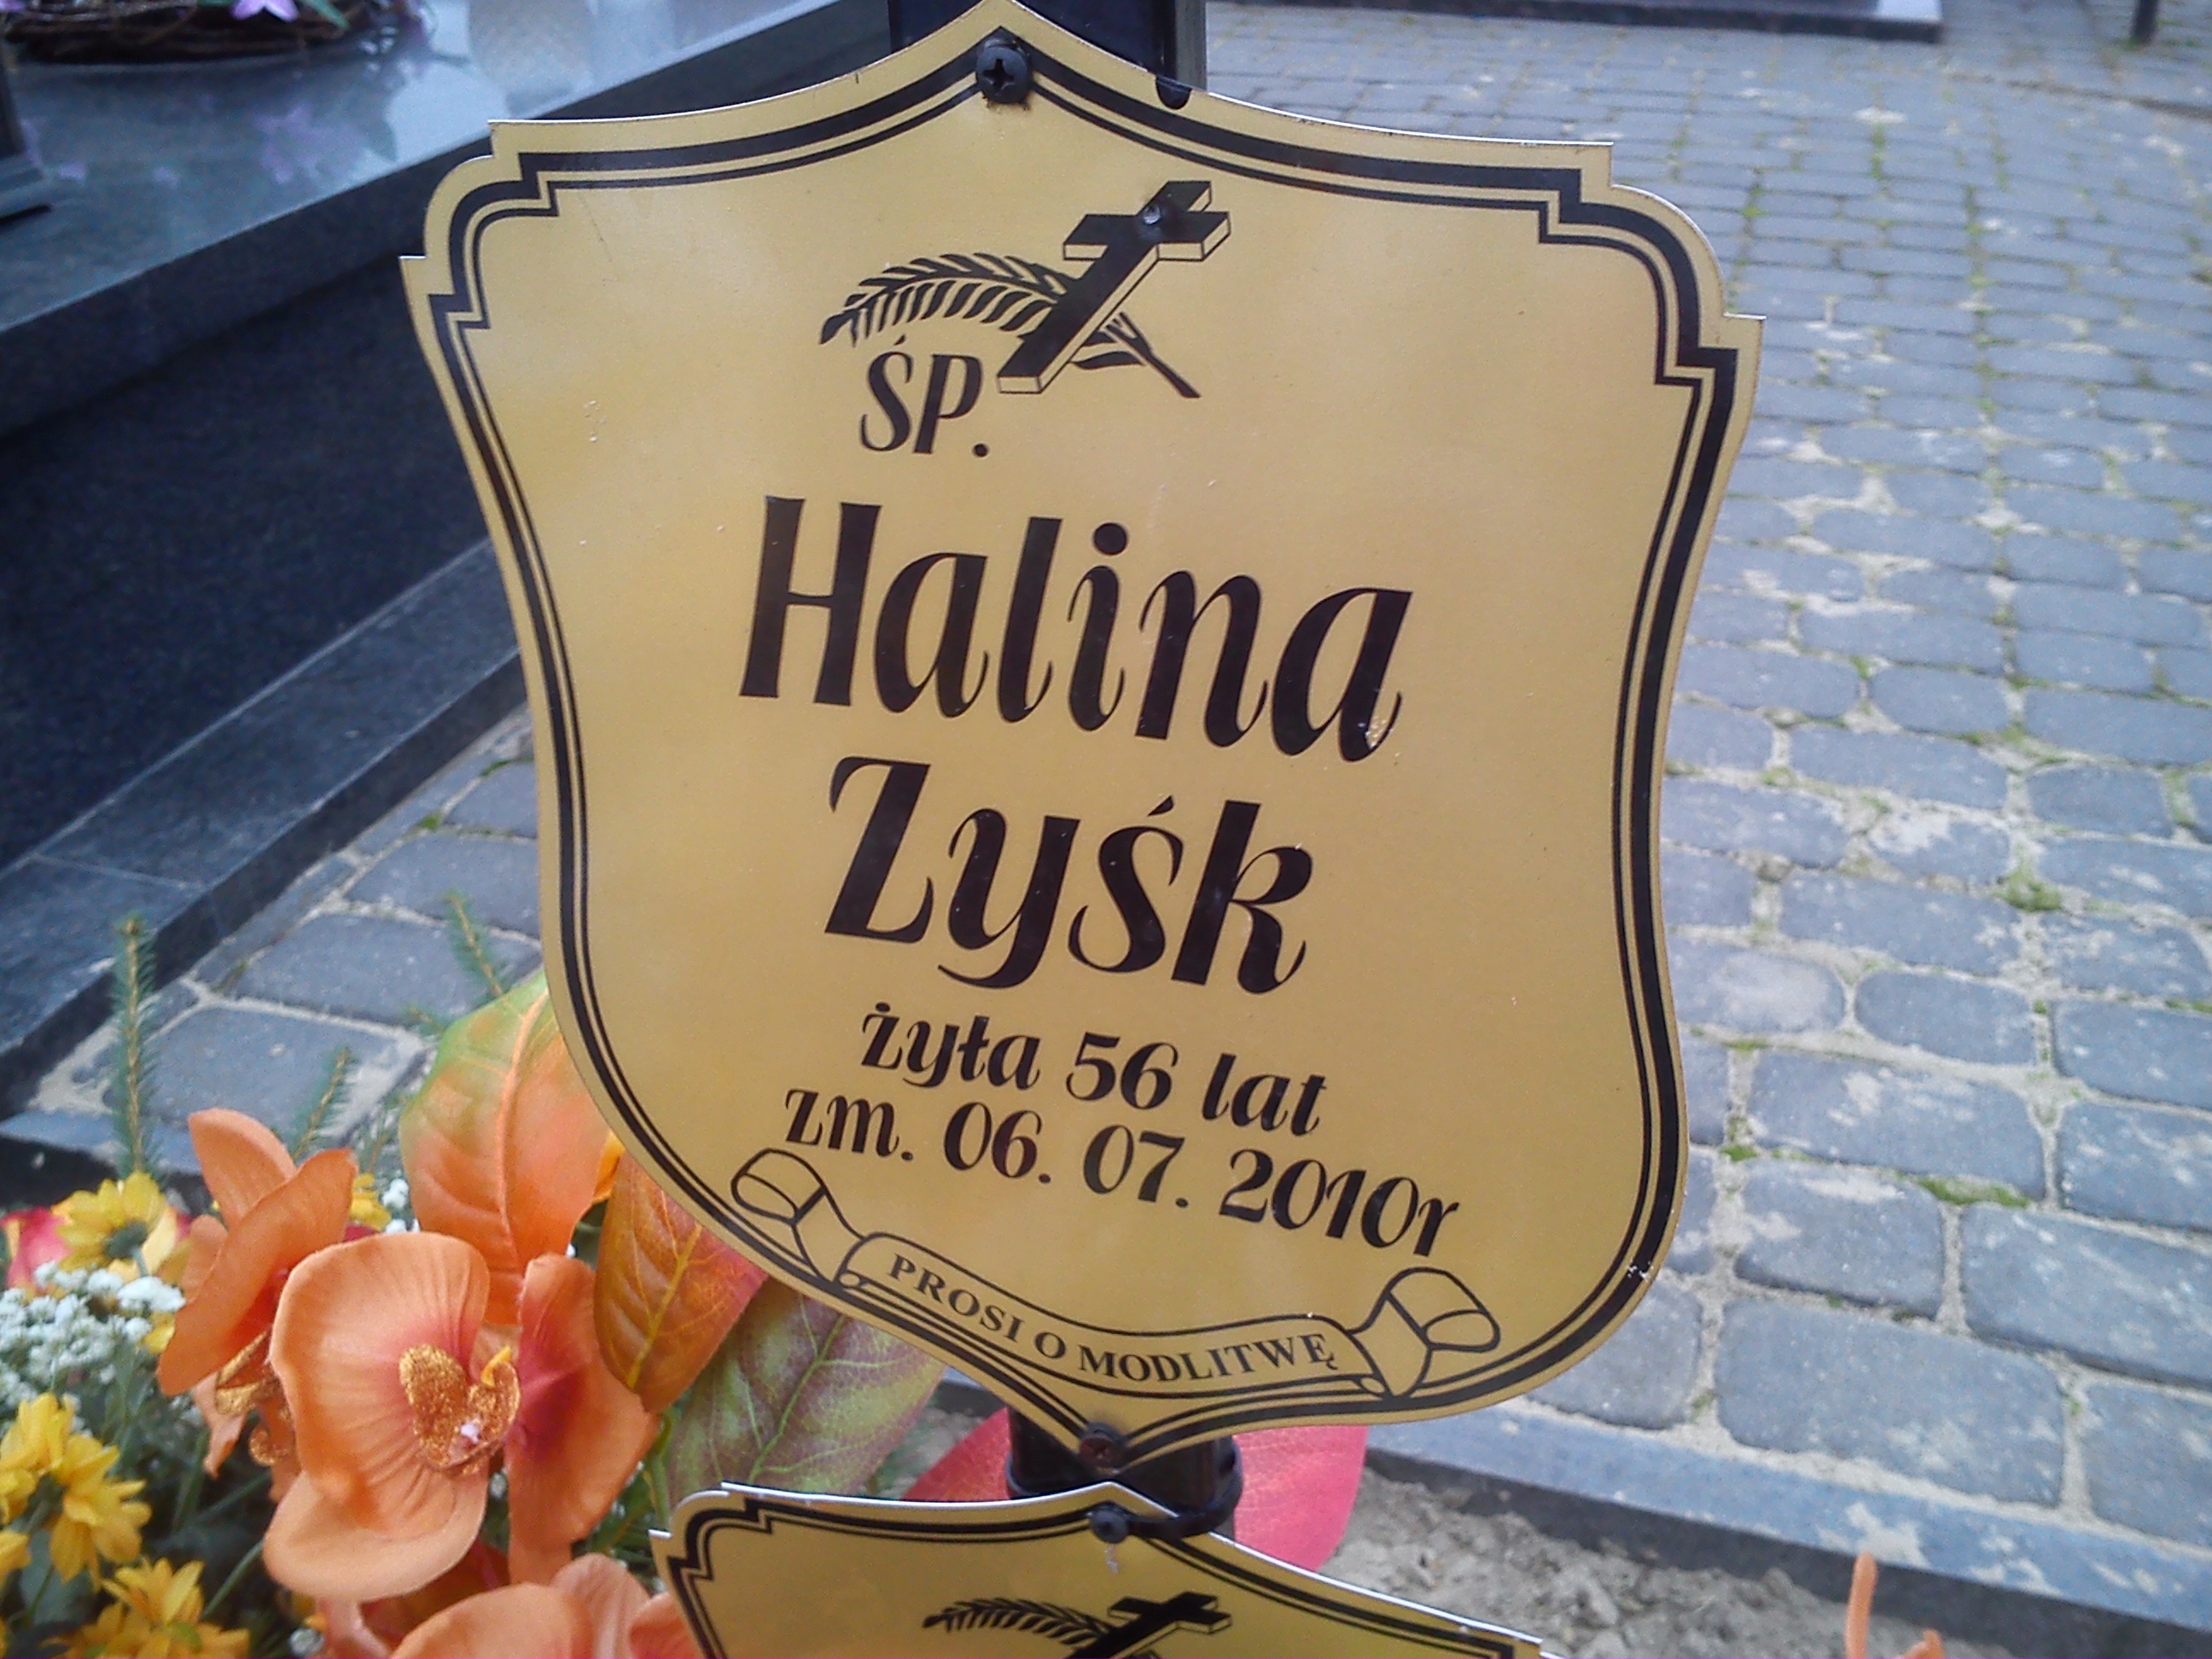 ŚP.
Halina
Zyśk
żyła 56 lat
zm. 06. 07. 2010r
PROSI O MODLITWĘ